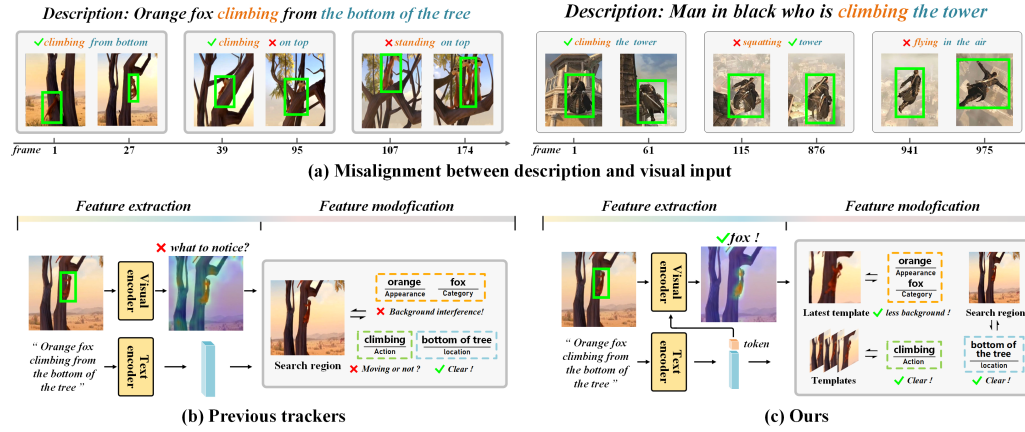 Description: Orange fox climbing from the bottom of the tree
climbing from bottom
climbing on top
standing on top
frame 1 27 39 95 107 174
Description: Man in black who is climbing the tower
climbing the tower
squatting tower
flying in the air
frame 1 61 115 876 941 975
(a) Misalignment between description and visual input
Feature extraction
Feature modofication
what to notice?
Visual encoder
orange
Appearance
fox
Category
Background interference!
climbing
Action
bottom of tree
location
Search region
Moving or not ?
Clear !
“ Orange fox
climbing from
the bottom of
the tree ”
Text encoder
(b) Previous trackers
Feature extraction
Feature modofication
fox !
Visual encoder
orange
Appearance
fox
Category
Latest template
less background !
Search region
token
“ Orange fox
climbing from
the bottom of
the tree ”
Text encoder
climbing
Action
bottom of
the tree
location
Templates
Clear !
Clear !
(c) Ours